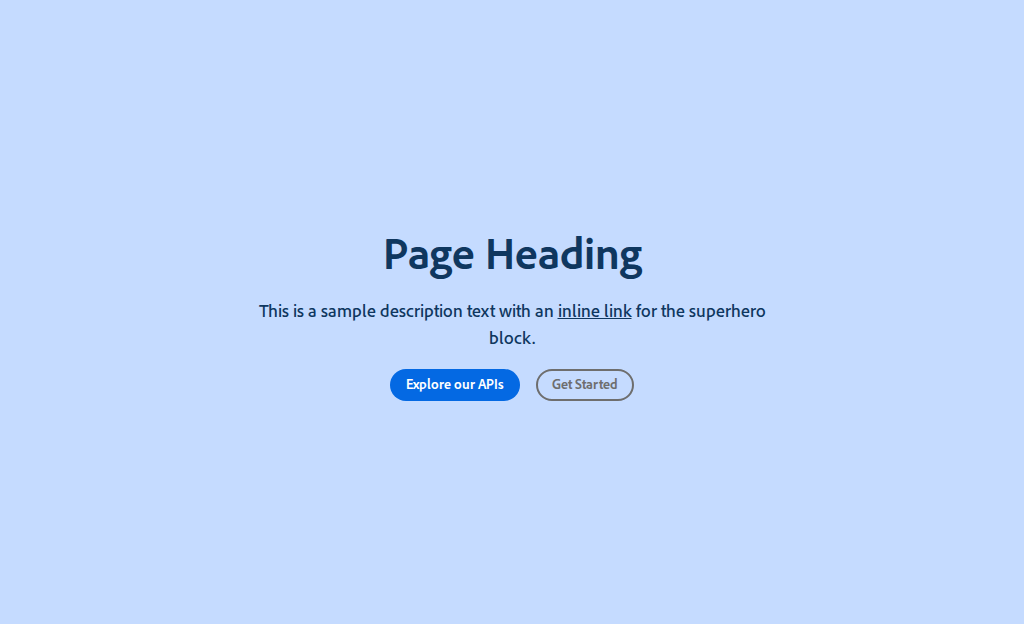 Page Heading
This is a sample description text with an inline link for the superhero
block.
Explore our APIs
Get Started